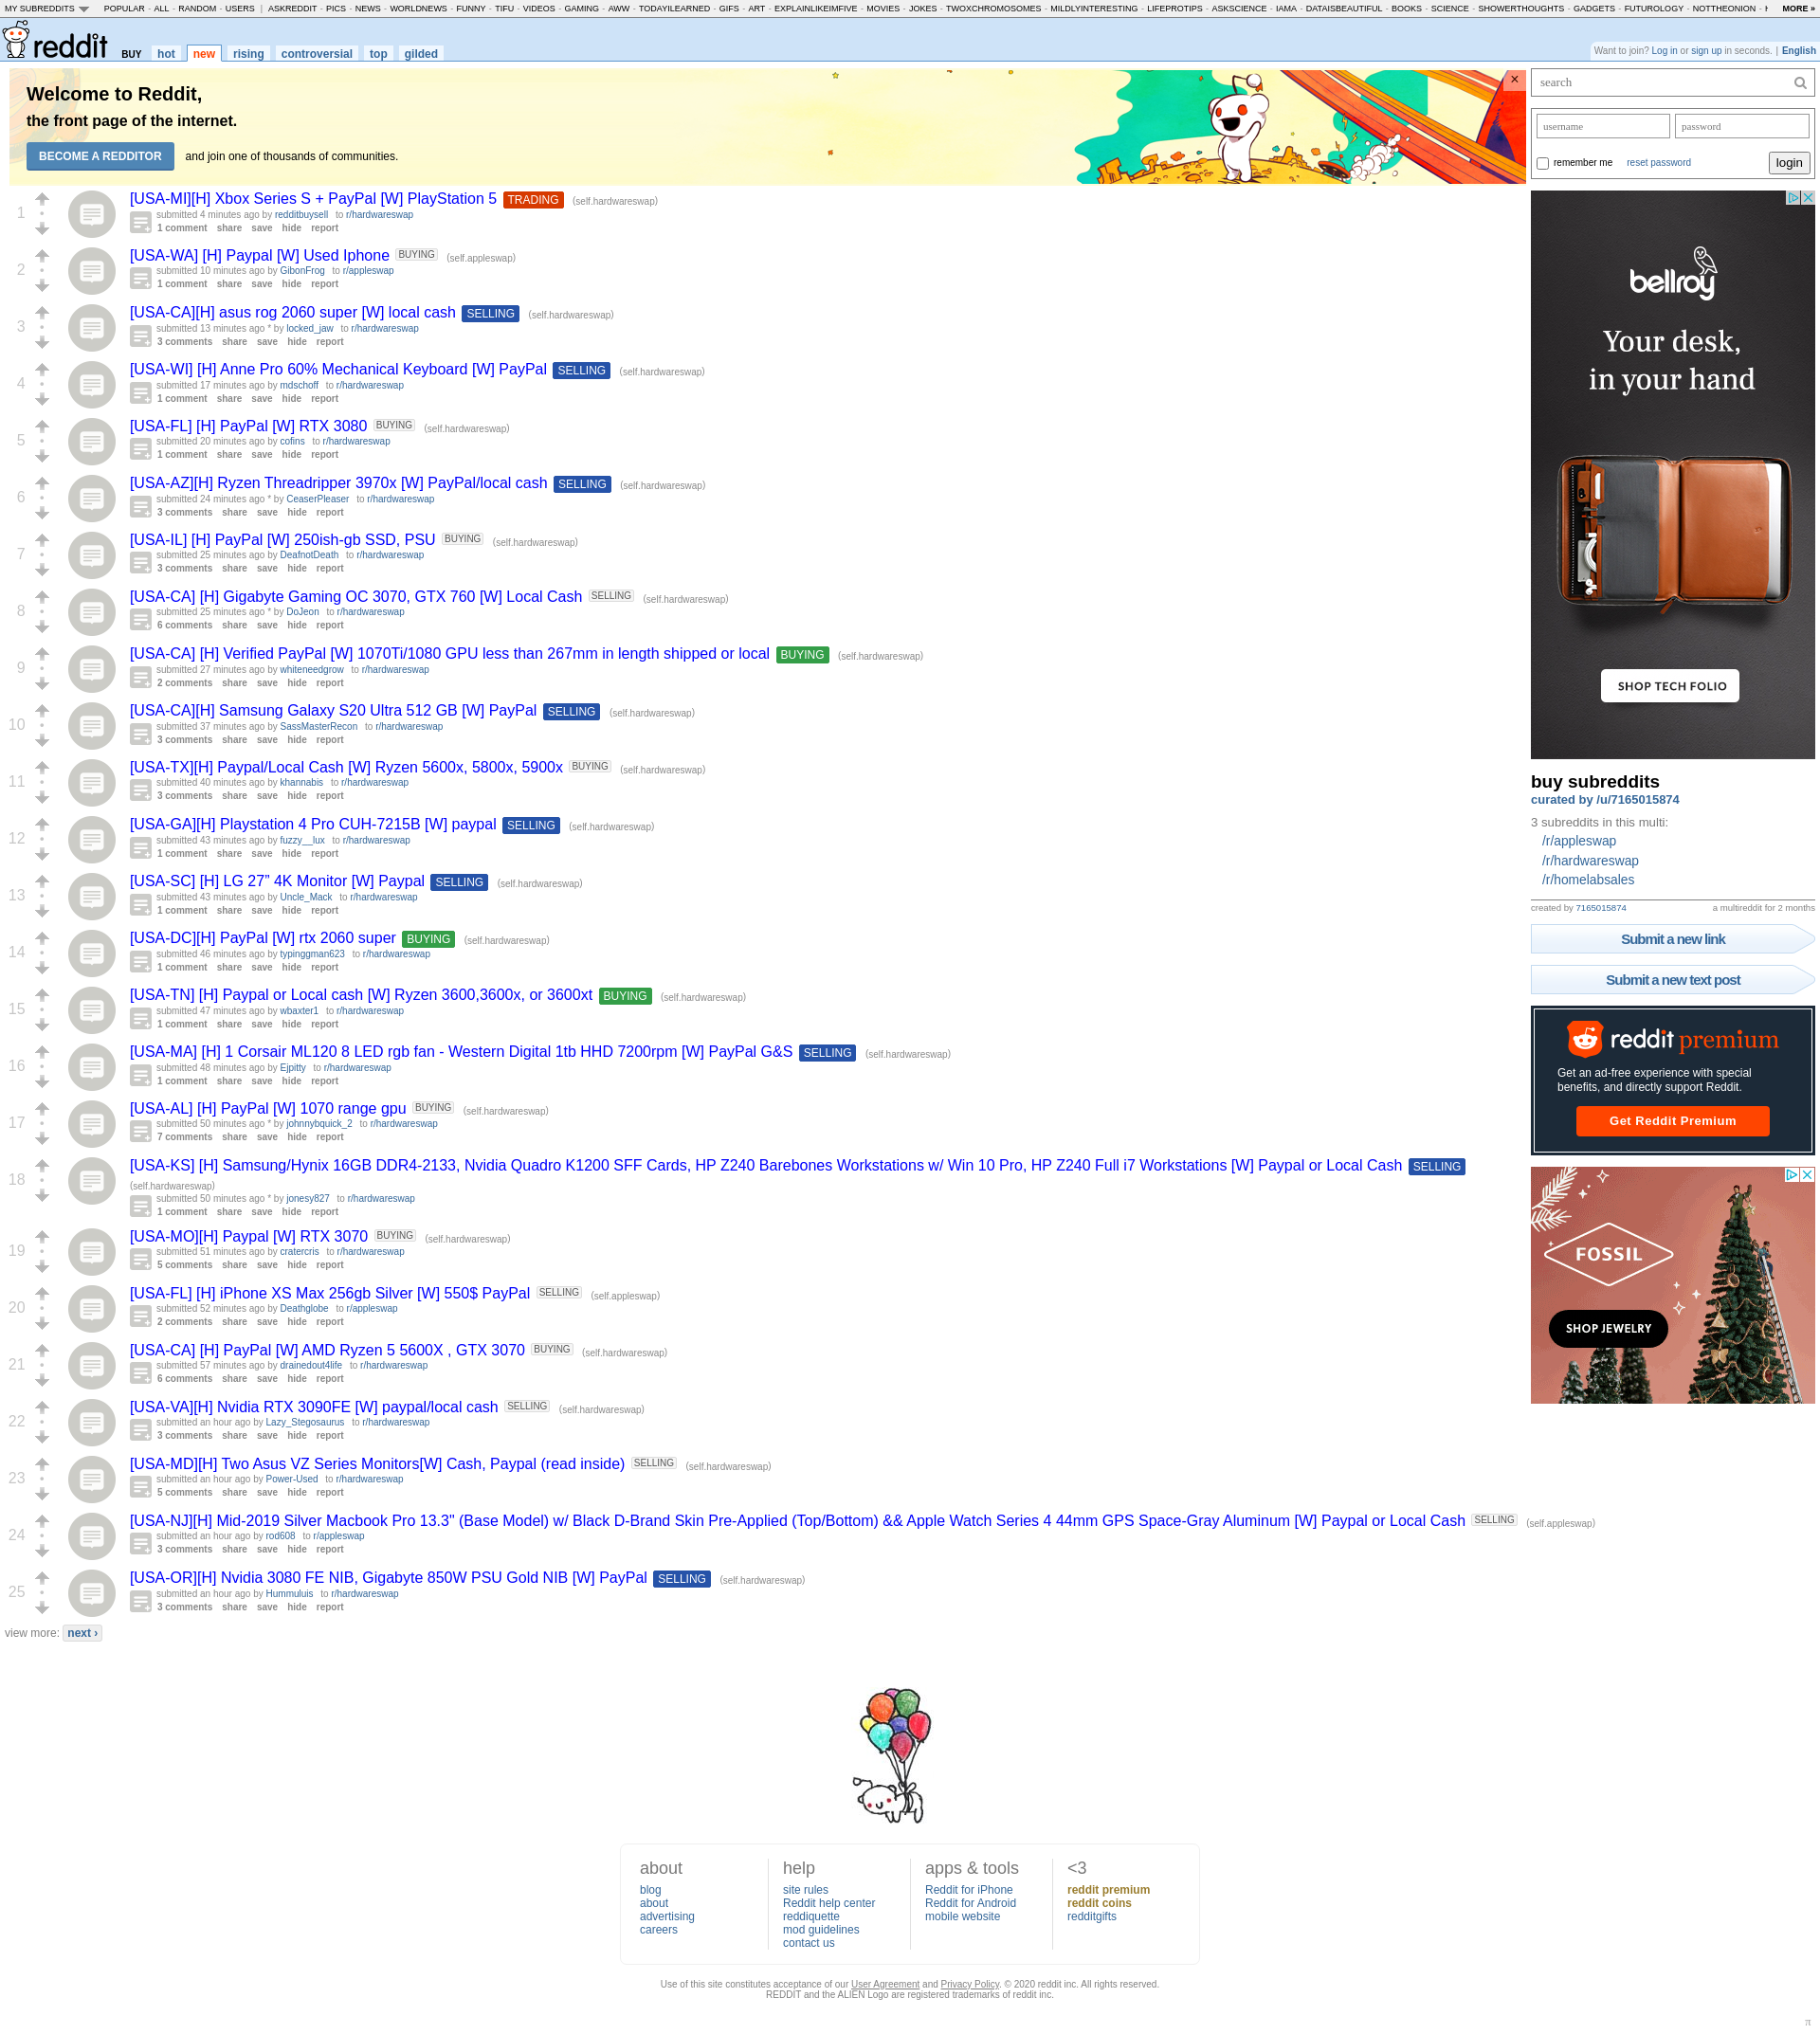 MY SUBREDDITS
POPULAR - ALL - RANDOM - USERS | ASKREDDIT - PICS - NEWS - WORLDNEWS - FUNNY - TIFU - VIDEOS - GAMING - AWW - TODAYILEARNED - GIFS - ART - EXPLAINLIKEIMFIVE - MOVIES - JOKES - TWOXCHROMOSOMES - MILDLYINTERESTING - LIFEPROTIPS - ASKSCIENCE - IAMA - DATAISBEAUTIFUL - BOOKS - SCIENCE - SHOWERTHOUGHTS - GADGETS - FUTUROLOGY - NOTTHEONION -
MORE »
reddit BUY hot new rising controversial top gilded
Want to join? Log in or sign up in seconds. | English
Welcome to Reddit,
the front page of the internet.
BECOME A REDDITOR and join one of thousands of communities.
×
search
username password
remember me reset password login
1
[USA-MI][H] Xbox Series S + PayPal [W] PlayStation 5 TRADING (self.hardwareswap)
submitted 4 minutes ago by redditbuysell to r/hardwareswap
1 comment share save hide report
2
[USA-WA] [H] Paypal [W] Used Iphone BUYING (self.appleswap)
submitted 10 minutes ago by GibonFrog to r/appleswap
1 comment share save hide report
3
[USA-CA][H] asus rog 2060 super [W] local cash SELLING (self.hardwareswap)
submitted 13 minutes ago * by locked_jaw to r/hardwareswap
3 comments share save hide report
4
[USA-WI] [H] Anne Pro 60% Mechanical Keyboard [W] PayPal SELLING (self.hardwareswap)
submitted 17 minutes ago by mdschoff to r/hardwareswap
1 comment share save hide report
5
[USA-FL] [H] PayPal [W] RTX 3080 BUYING (self.hardwareswap)
submitted 20 minutes ago by cofins to r/hardwareswap
1 comment share save hide report
6
[USA-AZ][H] Ryzen Threadripper 3970x [W] PayPal/local cash SELLING (self.hardwareswap)
submitted 24 minutes ago * by CeaserPleaser to r/hardwareswap
3 comments share save hide report
7
[USA-IL] [H] PayPal [W] 250ish-gb SSD, PSU BUYING (self.hardwareswap)
submitted 25 minutes ago by DeafnotDeath to r/hardwareswap
3 comments share save hide report
8
[USA-CA] [H] Gigabyte Gaming OC 3070, GTX 760 [W] Local Cash SELLING (self.hardwareswap)
submitted 25 minutes ago * by DoJeon to r/hardwareswap
6 comments share save hide report
9
[USA-CA] [H] Verified PayPal [W] 1070Ti/1080 GPU less than 267mm in length shipped or local BUYING (self.hardwareswap)
submitted 27 minutes ago by whiteneedgrow to r/hardwareswap
2 comments share save hide report
10
[USA-CA][H] Samsung Galaxy S20 Ultra 512 GB [W] PayPal SELLING (self.hardwareswap)
submitted 37 minutes ago by SassMasterRecon to r/hardwareswap
3 comments share save hide report
11
[USA-TX][H] Paypal/Local Cash [W] Ryzen 5600x, 5800x, 5900x BUYING (self.hardwareswap)
submitted 40 minutes ago by khannabis to r/hardwareswap
3 comments share save hide report
12
[USA-GA][H] Playstation 4 Pro CUH-7215B [W] paypal SELLING (self.hardwareswap)
submitted 43 minutes ago by fuzzy__lux to r/hardwareswap
1 comment share save hide report
13
[USA-SC] [H] LG 27” 4K Monitor [W] Paypal SELLING (self.hardwareswap)
submitted 43 minutes ago by Uncle_Mack to r/hardwareswap
1 comment share save hide report
14
[USA-DC][H] PayPal [W] rtx 2060 super BUYING (self.hardwareswap)
submitted 46 minutes ago by typinggman623 to r/hardwareswap
1 comment share save hide report
15
[USA-TN] [H] Paypal or Local cash [W] Ryzen 3600,3600x, or 3600xt BUYING (self.hardwareswap)
submitted 47 minutes ago by wbaxter1 to r/hardwareswap
1 comment share save hide report
16
[USA-MA] [H] 1 Corsair ML120 8 LED rgb fan - Western Digital 1tb HHD 7200rpm [W] PayPal G&S SELLING (self.hardwareswap)
submitted 48 minutes ago by Ejpitty to r/hardwareswap
1 comment share save hide report
17
[USA-AL] [H] PayPal [W] 1070 range gpu BUYING (self.hardwareswap)
submitted 50 minutes ago * by johnnybquick_2 to r/hardwareswap
7 comments share save hide report
18
[USA-KS] [H] Samsung/Hynix 16GB DDR4-2133, Nvidia Quadro K1200 SFF Cards, HP Z240 Barebones Workstations w/ Win 10 Pro, HP Z240 Full i7 Workstations [W] Paypal or Local Cash SELLING
(self.hardwareswap)
submitted 50 minutes ago * by jonesy827 to r/hardwareswap
1 comment share save hide report
19
[USA-MO][H] Paypal [W] RTX 3070 BUYING (self.hardwareswap)
submitted 51 minutes ago by cratercris to r/hardwareswap
5 comments share save hide report
20
[USA-FL] [H] iPhone XS Max 256gb Silver [W] 550$ PayPal SELLING (self.appleswap)
submitted 52 minutes ago by Deathglobe to r/appleswap
2 comments share save hide report
21
[USA-CA] [H] PayPal [W] AMD Ryzen 5 5600X , GTX 3070 BUYING (self.hardwareswap)
submitted 57 minutes ago by drainedout4life to r/hardwareswap
6 comments share save hide report
22
[USA-VA][H] Nvidia RTX 3090FE [W] paypal/local cash SELLING (self.hardwareswap)
submitted an hour ago by Lazy_Stegosaurus to r/hardwareswap
3 comments share save hide report
23
[USA-MD][H] Two Asus VZ Series Monitors[W] Cash, Paypal (read inside) SELLING (self.hardwareswap)
submitted an hour ago by Power-Used to r/hardwareswap
5 comments share save hide report
24
[USA-NJ][H] Mid-2019 Silver Macbook Pro 13.3" (Base Model) w/ Black D-Brand Skin Pre-Applied (Top/Bottom) && Apple Watch Series 4 44mm GPS Space-Gray Aluminum [W] Paypal or Local Cash SELLING (self.appleswap)
submitted an hour ago by rod608 to r/appleswap
3 comments share save hide report
25
[USA-OR][H] Nvidia 3080 FE NIB, Gigabyte 850W PSU Gold NIB [W] PayPal SELLING (self.hardwareswap)
submitted an hour ago by Hummuluis to r/hardwareswap
3 comments share save hide report
view more: next ›
bellroy
Your desk,
in your hand
SHOP TECH FOLIO
buy subreddits
curated by /u/7165015874
3 subreddits in this multi:
/r/appleswap
/r/hardwareswap
/r/homelabsales
created by 7165015874 a multireddit for 2 months
Submit a new link
Submit a new text post
reddit premium
Get an ad-free experience with special
benefits, and directly support Reddit.
Get Reddit Premium
FOSSIL
SHOP JEWELRY
about
blog
about
advertising
careers
help
site rules
Reddit help center
reddiquette
mod guidelines
contact us
apps & tools
Reddit for iPhone
Reddit for Android
mobile website
<3
reddit premium
reddit coins
redditgifts
Use of this site constitutes acceptance of our User Agreement and Privacy Policy. © 2020 reddit inc. All rights reserved.
REDDIT and the ALIEN Logo are registered trademarks of reddit inc.
π